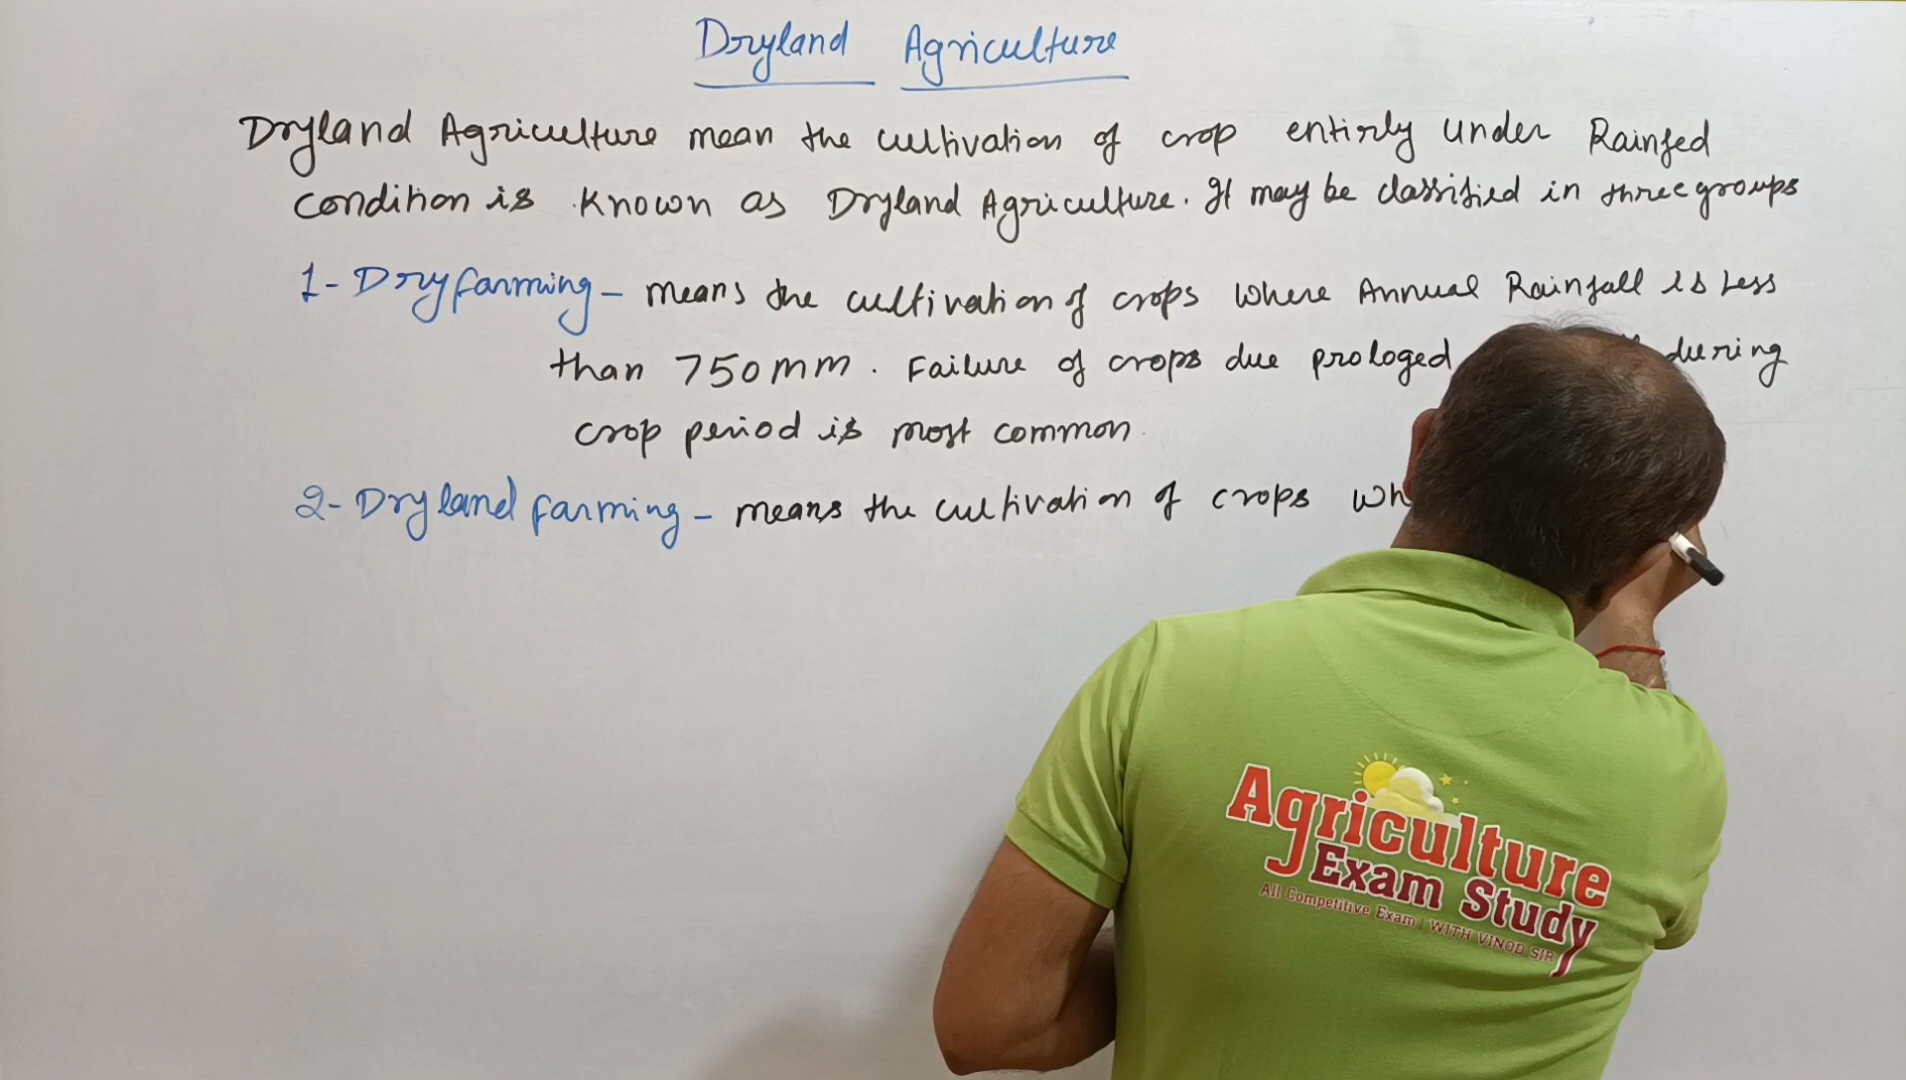 Dryland Agriculture
Dryland Agriculture mean the cultivation of crop entirly under Rainfed
condition is known as Dryland Agriculture. It may be classified in three groups
1- Dry farming - means the cultivation of crops where Annual Rainfall is Less
than 750 mm. Failure of crops due prologed during
crop period is most common.
2- Dryland farming - means the cultivation of crops wh
Agriculture
Exam Study
All Competitive Exam | WITH VINOD SIR